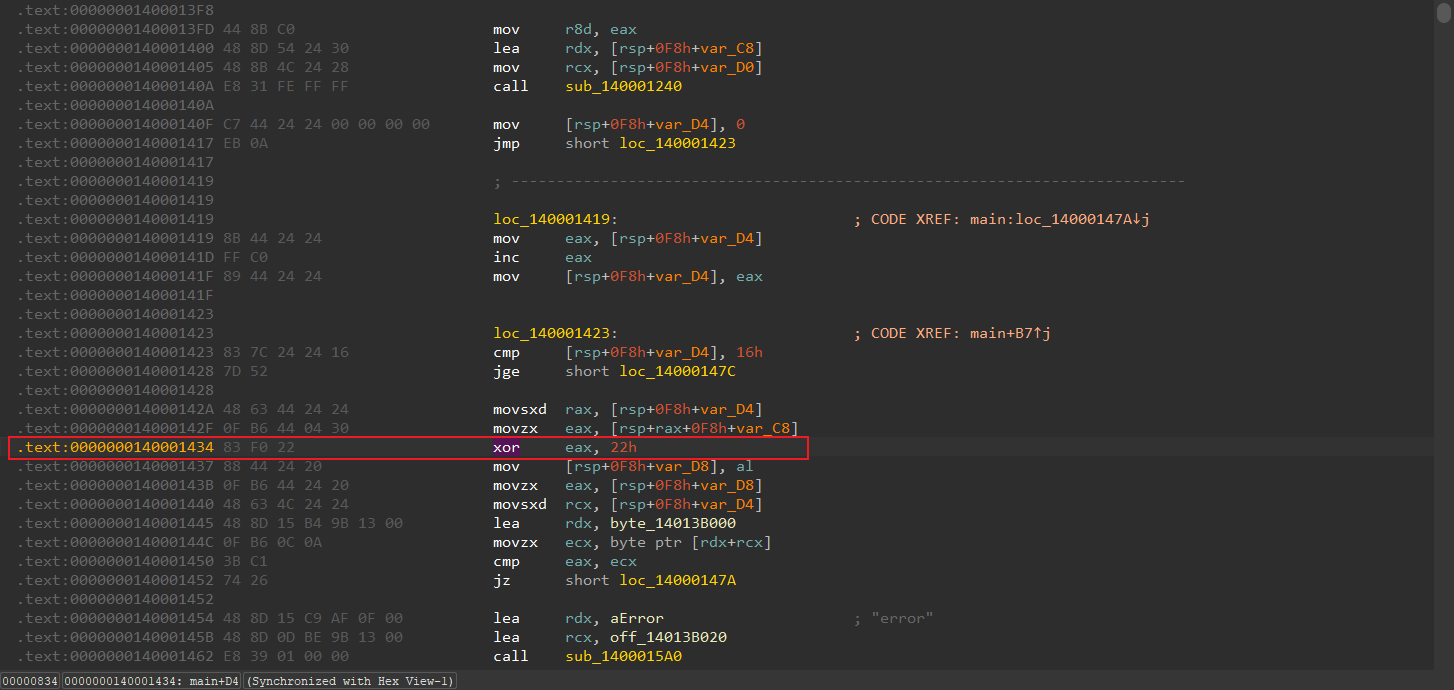 .text:00000001400013F8
.text:00000001400013FD 44 8B C0 mov r8d, eax
.text:0000000140001400 48 8D 54 24 30 lea rdx, [rsp+0F8h+var_C8]
.text:0000000140001405 48 8B 4C 24 28 mov rcx, [rsp+0F8h+var_D0]
.text:000000014000140A E8 31 FE FF FF call sub_140001240
.text:000000014000140A
.text:000000014000140F C7 44 24 24 00 00 00 00 mov [rsp+0F8h+var_D4], 0
.text:0000000140001417 EB 0A jmp short loc_140001423
.text:0000000140001417
.text:0000000140001419 ; ---------------------------------------------------------------------------
.text:0000000140001419
.text:0000000140001419 loc_140001419: ; CODE XREF: main:loc_14000147A↓j
.text:0000000140001419 8B 44 24 24 mov eax, [rsp+0F8h+var_D4]
.text:000000014000141D FF C0 inc eax
.text:000000014000141F 89 44 24 24 mov [rsp+0F8h+var_D4], eax
.text:000000014000141F
.text:0000000140001423
.text:0000000140001423 loc_140001423: ; CODE XREF: main+B7↑j
.text:0000000140001423 83 7C 24 24 16 cmp [rsp+0F8h+var_D4], 16h
.text:0000000140001428 7D 52 jge short loc_14000147C
.text:0000000140001428
.text:000000014000142A 48 63 44 24 24 movsxd rax, [rsp+0F8h+var_D4]
.text:000000014000142F 0F B6 44 04 30 movzx eax, [rsp+rax+0F8h+var_C8]
.text:0000000140001434 83 F0 22 xor eax, 22h
.text:0000000140001437 88 44 24 20 mov [rsp+0F8h+var_D8], al
.text:000000014000143B 0F B6 44 24 20 movzx eax, [rsp+0F8h+var_D8]
.text:0000000140001440 48 63 4C 24 24 movsxd rcx, [rsp+0F8h+var_D4]
.text:0000000140001445 48 8D 15 B4 9B 13 00 lea rdx, byte_14013B000
.text:000000014000144C 0F B6 0C 0A movzx ecx, byte ptr [rdx+rcx]
.text:0000000140001450 3B C1 cmp eax, ecx
.text:0000000140001452 74 26 jz short loc_14000147A
.text:0000000140001452
.text:0000000140001454 48 8D 15 C9 AF 0F 00 lea rdx, aError ; "error"
.text:000000014000145B 48 8D 0D BE 9B 13 00 lea rcx, off_14013B020
.text:0000000140001462 E8 39 01 00 00 call sub_1400015A0
00000834 0000000140001434: main+D4 (Synchronized with Hex View-1)